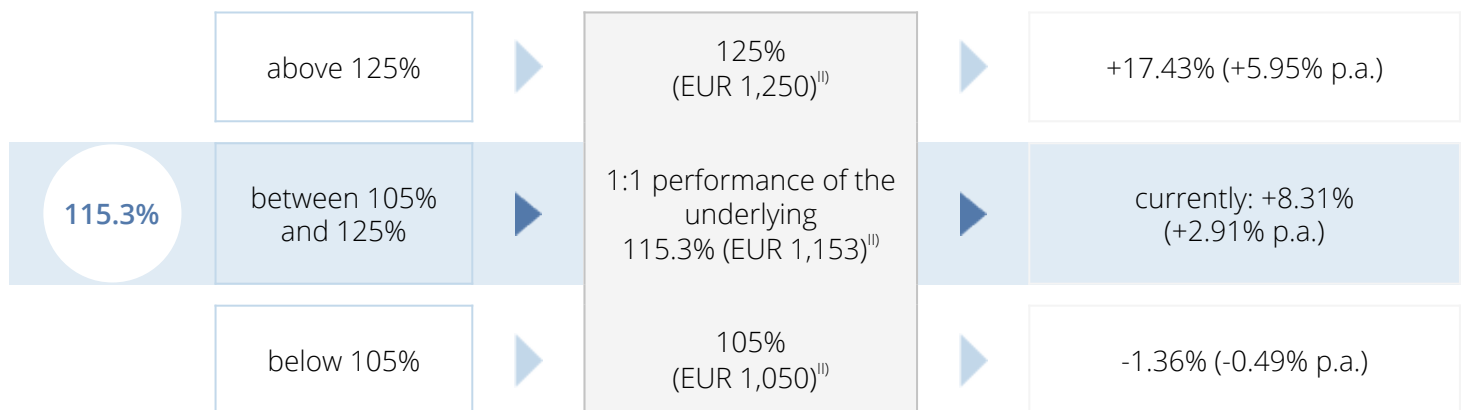 above 125%
125%
(EUR 1,250)II)
+17.43% (+5.95% p.a.)
115.3%
between 105%
and 125%
1:1 performance of the
underlying
115.3% (EUR 1,153)II)
currently: +8.31%
(+2.91% p.a.)
below 105%
105%
(EUR 1,050)II)
-1.36% (-0.49% p.a.)